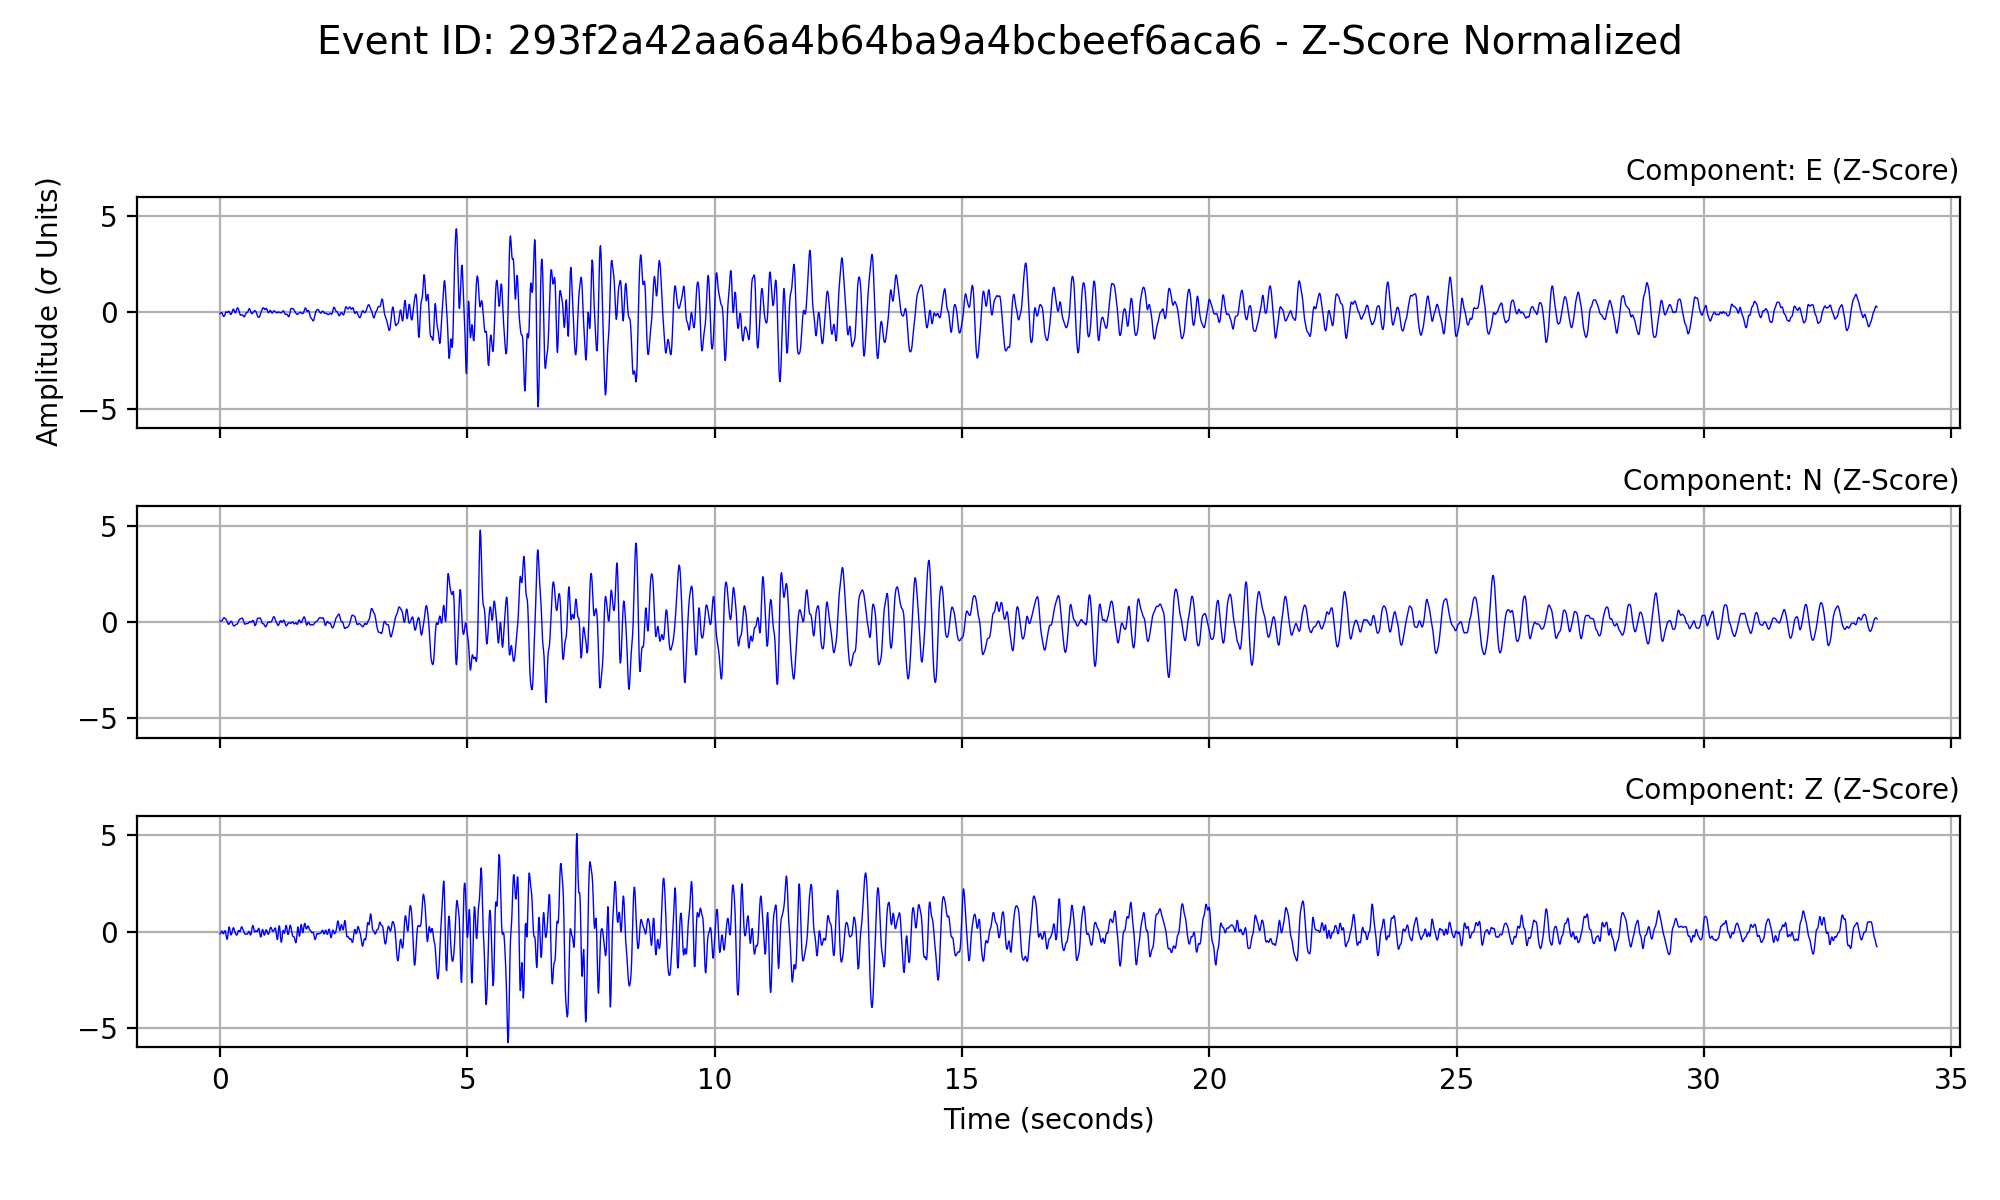 Event ID: 293f2a42aa6a4b64ba9a4bcbeef6aca6 - Z-Score Normalized
Component: E (Z-Score)
Amplitude (σ Units)
5
0
−5
Component: N (Z-Score)
5
0
−5
Component: Z (Z-Score)
5
0
−5
0 5 10 15 20 25 30 35
Time (seconds)